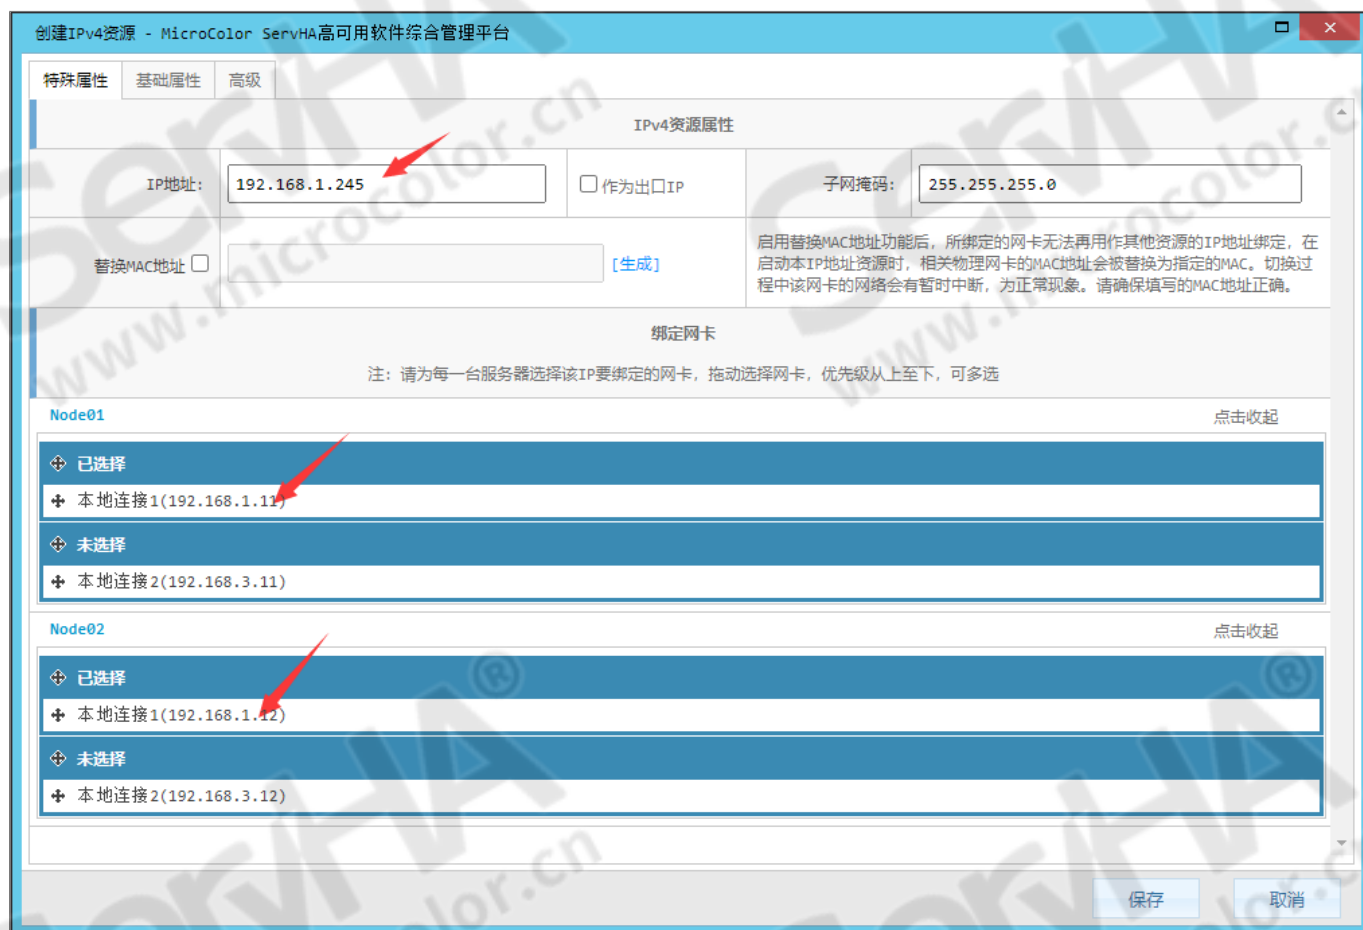 创建IPv4资源 - MicroColor ServHA高可用软件综合管理平台
特殊属性 基础属性 高级
IPv4资源属性
IP地址: 192.168.1.245 作为出口IP 子网掩码: 255.255.255.0
替换MAC地址 [生成]
启用替换MAC地址功能后，所绑定的网卡无法再用作其他资源的IP地址绑定，在
启动本IP地址资源时，相关物理网卡的MAC地址会被替换为指定的MAC。切换过
程中该网卡的网络会有暂时中断，为正常现象。请确保填写的MAC地址正确。
绑定网卡
注：请为每一台服务器选择该IP要绑定的网卡，拖动选择网卡，优先级从上至下，可多选
Node01 点击收起
已选择
本地连接1(192.168.1.11)
未选择
本地连接2(192.168.3.11)
Node02 点击收起
已选择
本地连接1(192.168.1.12)
未选择
本地连接2(192.168.3.12)
保存 取消
ServHA
www.microcolor.cn
ServHA
www.microcolor.cn
ServHA®
ServHA®